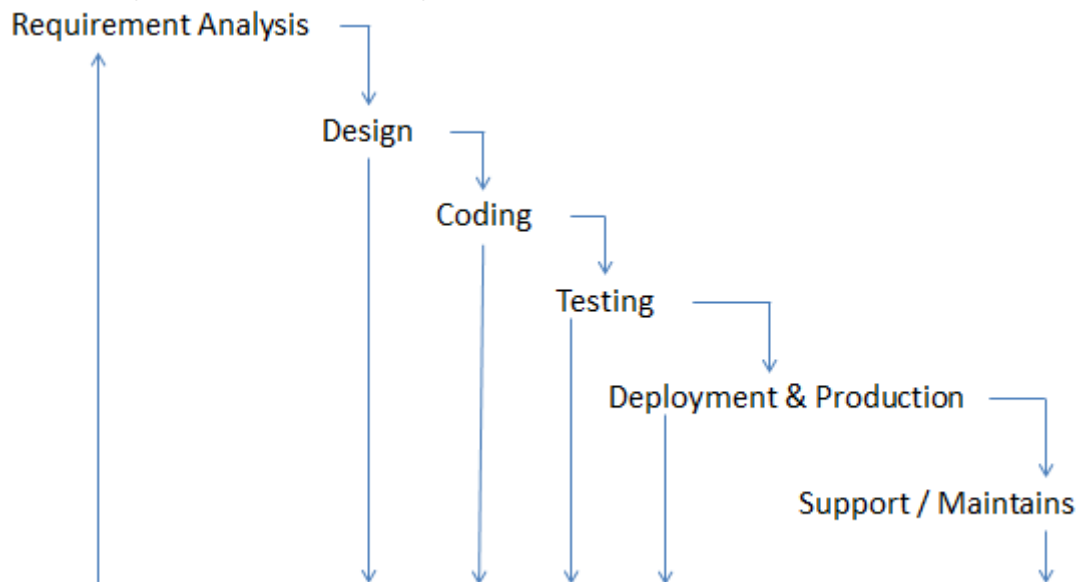 Requirement Analysis
Design
Coding
Testing
Deployment & Production
Support / Maintains